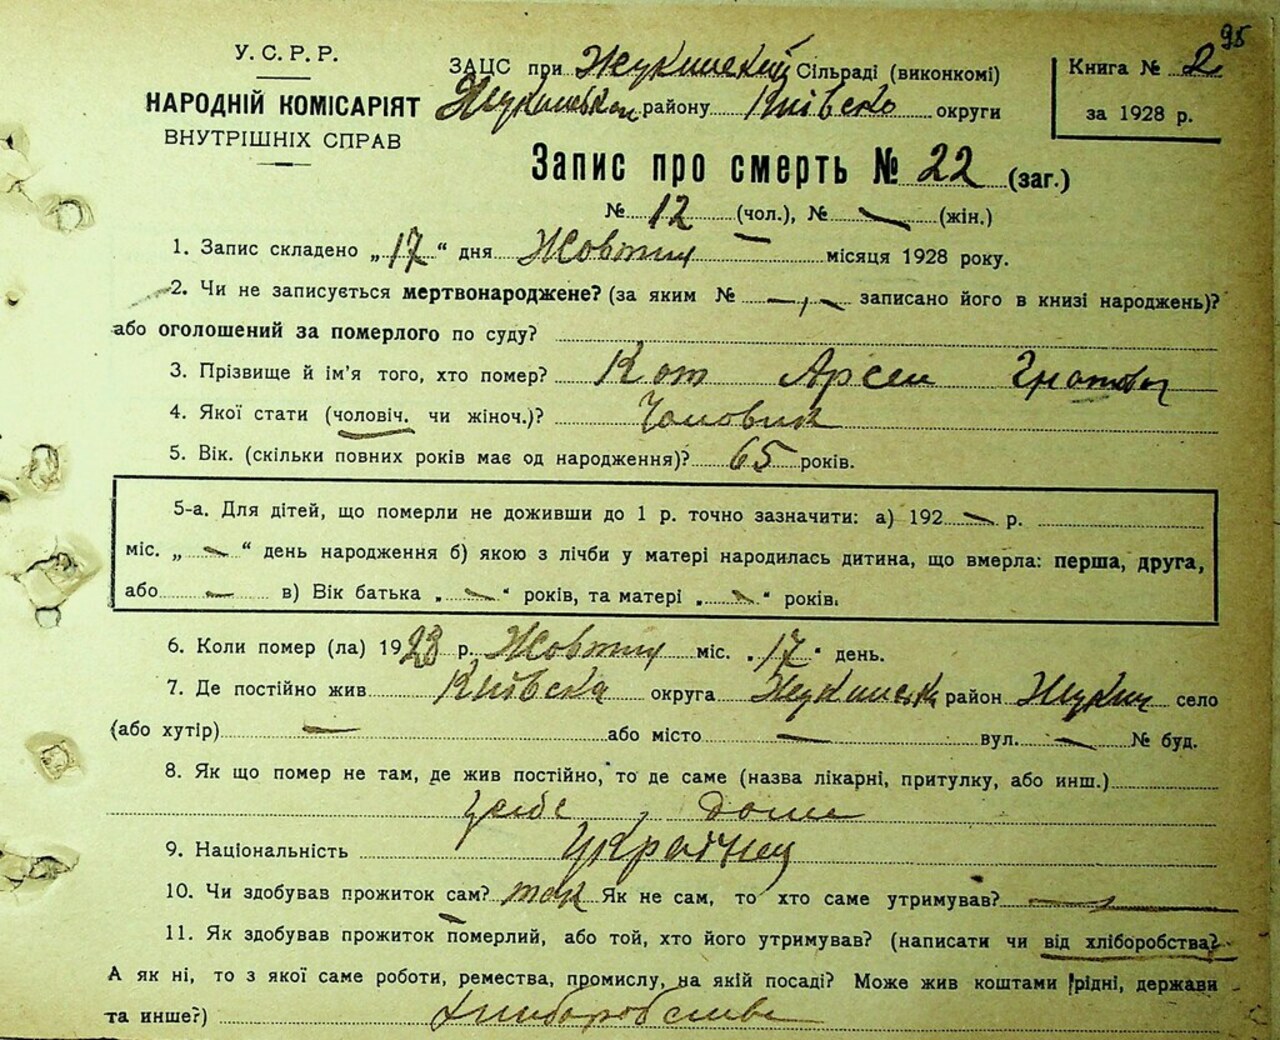 95
У.С.Р.Р.
НАРОДНІЙ КОМІСАРІЯТ
ВНУТРІШНІХ СПРАВ
ЗАЦС при Жукинській Сільраді (виконкомі)
району Київско округи
Книга № 2
за 1928 р.
Запис про смерть № 22 (заг.)
№ 12 (чол.), № — (жін.)
1. Запис складено „17“ дня Жовтня місяця 1928 року.
2. Чи не записується мертвонароджене? (за яким № — записано його в книзі народжень)?
або оголошений за померлого по суду?
3. Прізвище й ім'я того, хто помер? Кот Арсен Гнатович
4. Якої стати (чоловіч. чи жіноч.)? Чоловик
5. Вік. (скільки повних років має од народження)? 65 років.
5-а. Для дітей, що померли не доживши до 1 р. точно зазначити: а) 192 — р.
міс. „ — “ день народження б) якою з лічби у матері народилась дитина, що вмерла: перша, друга,
або — в) Вік батька „ — “ років, та матері „ — “ років.
6. Коли помер (ла) 1928 р. Жовтня міс. „17“ день.
7. Де постійно жив Київска округа Жукинськ район Жукин село
(або хутір) — або місто — вул. — № буд.
8. Як що помер не там, де жив постійно, то де саме (назва лікарні, притулку, або инш.)
дома
9. Національність Українец
10. Чи здобував прожиток сам? так Як не сам, то хто саме утримував? —
11. Як здобував прожиток померлий, або той, хто його утримував? (написати чи від хліборобства?
А як ні, то з якої саме роботи, ремества, промислу, на якій посаді? Може жив коштами рідні, держави
та инше?)